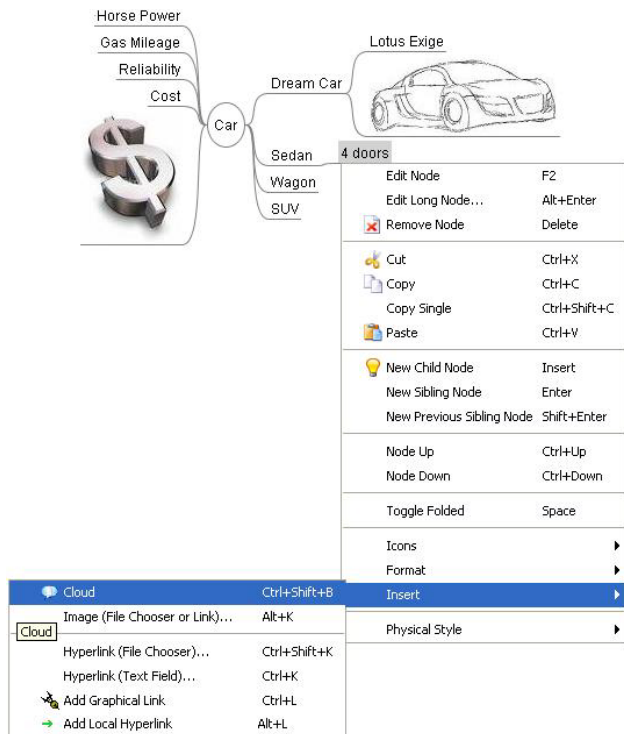 Horse Power
Gas Mileage
Reliability
Cost
Car
Lotus Exige
Dream Car
Sedan
4 doors
Wagon
SUV
Edit Node F2
Edit Long Node... Alt+Enter
Remove Node Delete
Cut Ctrl+X
Copy Ctrl+C
Copy Single Ctrl+Shift+C
Paste Ctrl+V
New Child Node Insert
New Sibling Node Enter
New Previous Sibling Node Shift+Enter
Node Up Ctrl+Up
Node Down Ctrl+Down
Toggle Folded Space
Icons
Format
Insert
Physical Style
Cloud Ctrl+Shift+B
Image (File Chooser or Link)... Alt+K
Cloud
Hyperlink (File Chooser)... Ctrl+Shift+K
Hyperlink (Text Field)... Ctrl+K
Add Graphical Link Ctrl+L
Add Local Hyperlink Alt+L